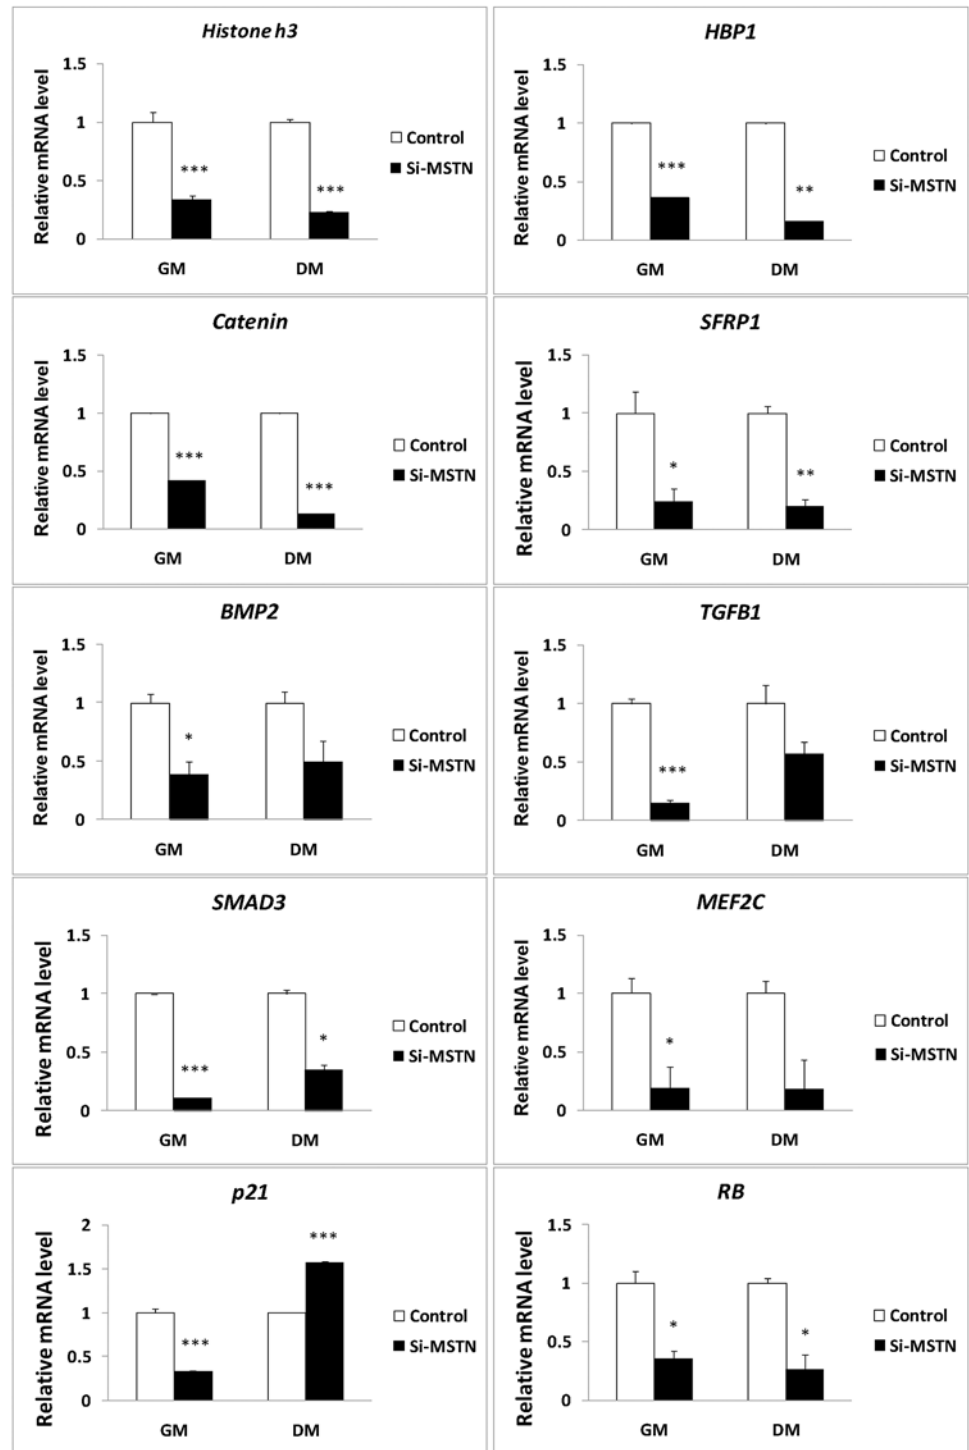 Histone h3
Relative mRNA level
1.5
1
0.5
0
***
***
GM
DM
Control
Si-MSTN
HBP1
Relative mRNA level
1.5
1
0.5
0
***
**
GM
DM
Control
Si-MSTN
Catenin
Relative mRNA level
1.5
1
0.5
0
***
***
GM
DM
Control
Si-MSTN
SFRP1
Relative mRNA level
1.5
1
0.5
0
*
**
GM
DM
Control
Si-MSTN
BMP2
Relative mRNA level
1.5
1
0.5
0
*
GM
DM
Control
Si-MSTN
TGFB1
Relative mRNA level
1.5
1
0.5
0
***
GM
DM
Control
Si-MSTN
SMAD3
Relative mRNA level
1.5
1
0.5
0
***
*
GM
DM
Control
Si-MSTN
MEF2C
Relative mRNA level
1.5
1
0.5
0
*
GM
DM
Control
Si-MSTN
p21
Relative mRNA level
2
1.5
1
0.5
0
***
***
GM
DM
Control
Si-MSTN
RB
Relative mRNA level
1.5
1
0.5
0
*
*
GM
DM
Control
Si-MSTN